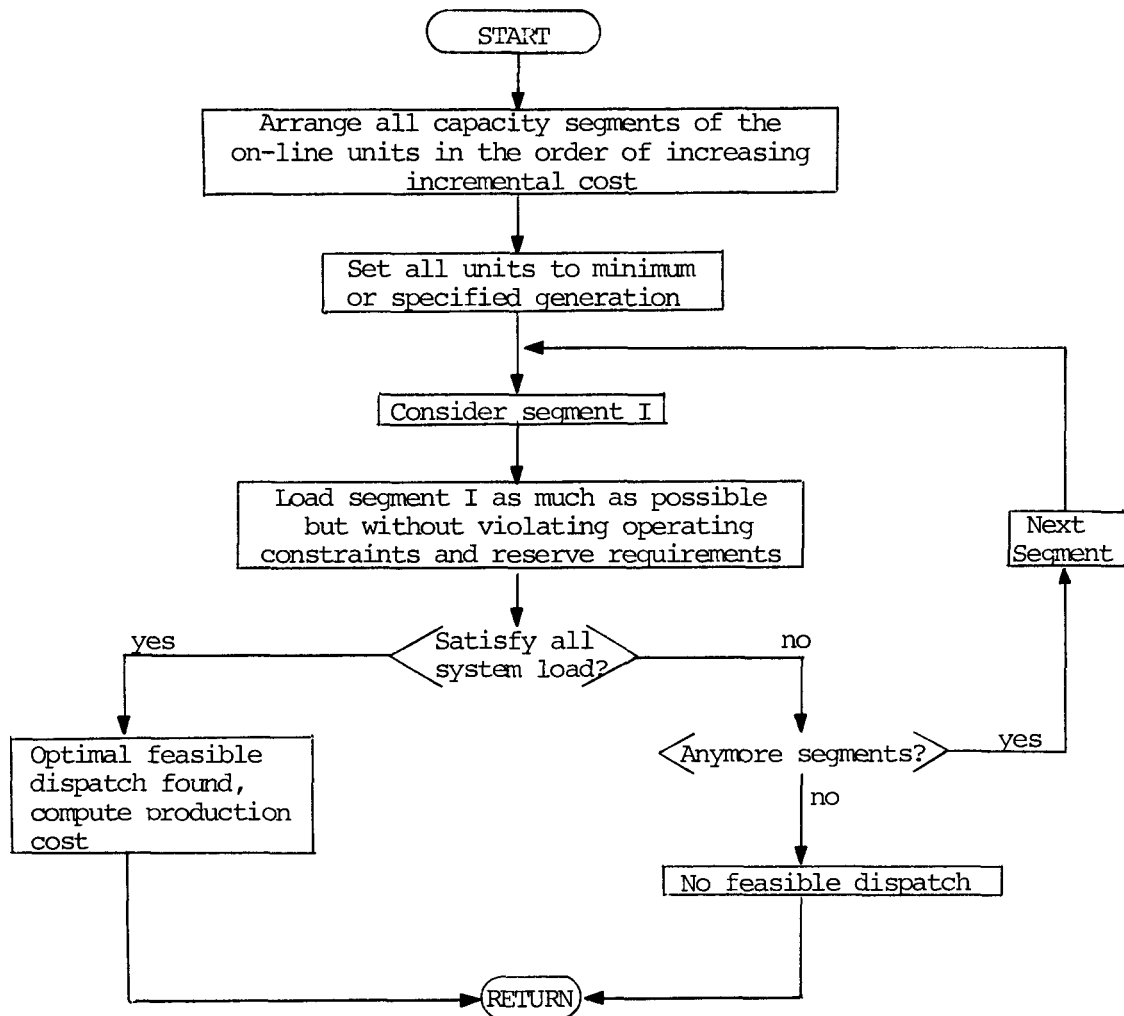 START
Arrange all capacity segments of the
on-line units in the order of increasing
incremental cost
Set all units to minimum
or specified generation
Consider segment I
Load segment I as much as possible
but without violating operating
constraints and reserve requirements
Next
Segment
yes
Satisfy all
system load?
no
Optimal feasible
dispatch found,
compute production
cost
Anymore segments?
yes
no
No feasible dispatch
RETURN